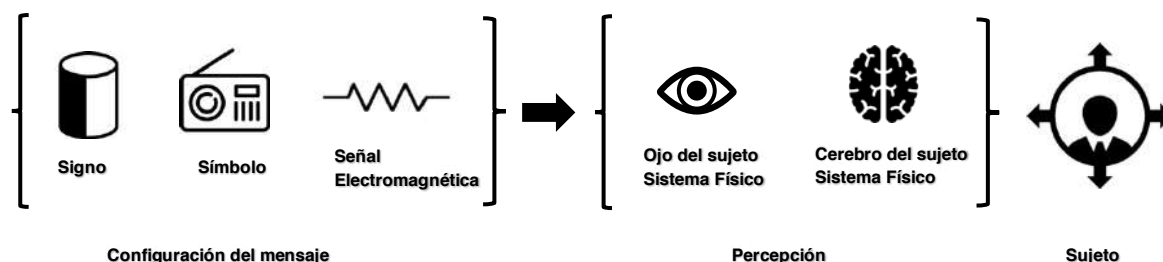 Signo
Símbolo
Señal
Electromagnética
Ojo del sujeto
Sistema Físico
Cerebro del sujeto
Sistema Físico
Configuración del mensaje
Percepción
Sujeto